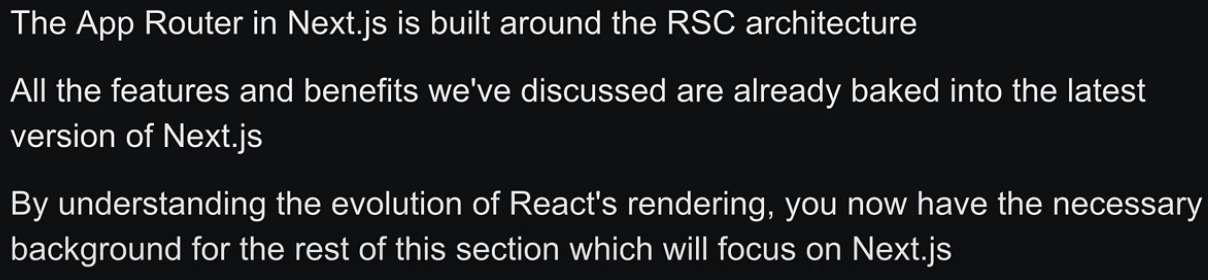 The App Router in Next.js is built around the RSC architecture
All the features and benefits we've discussed are already baked into the latest
version of Next.js
By understanding the evolution of React's rendering, you now have the necessary
background for the rest of this section which will focus on Next.js